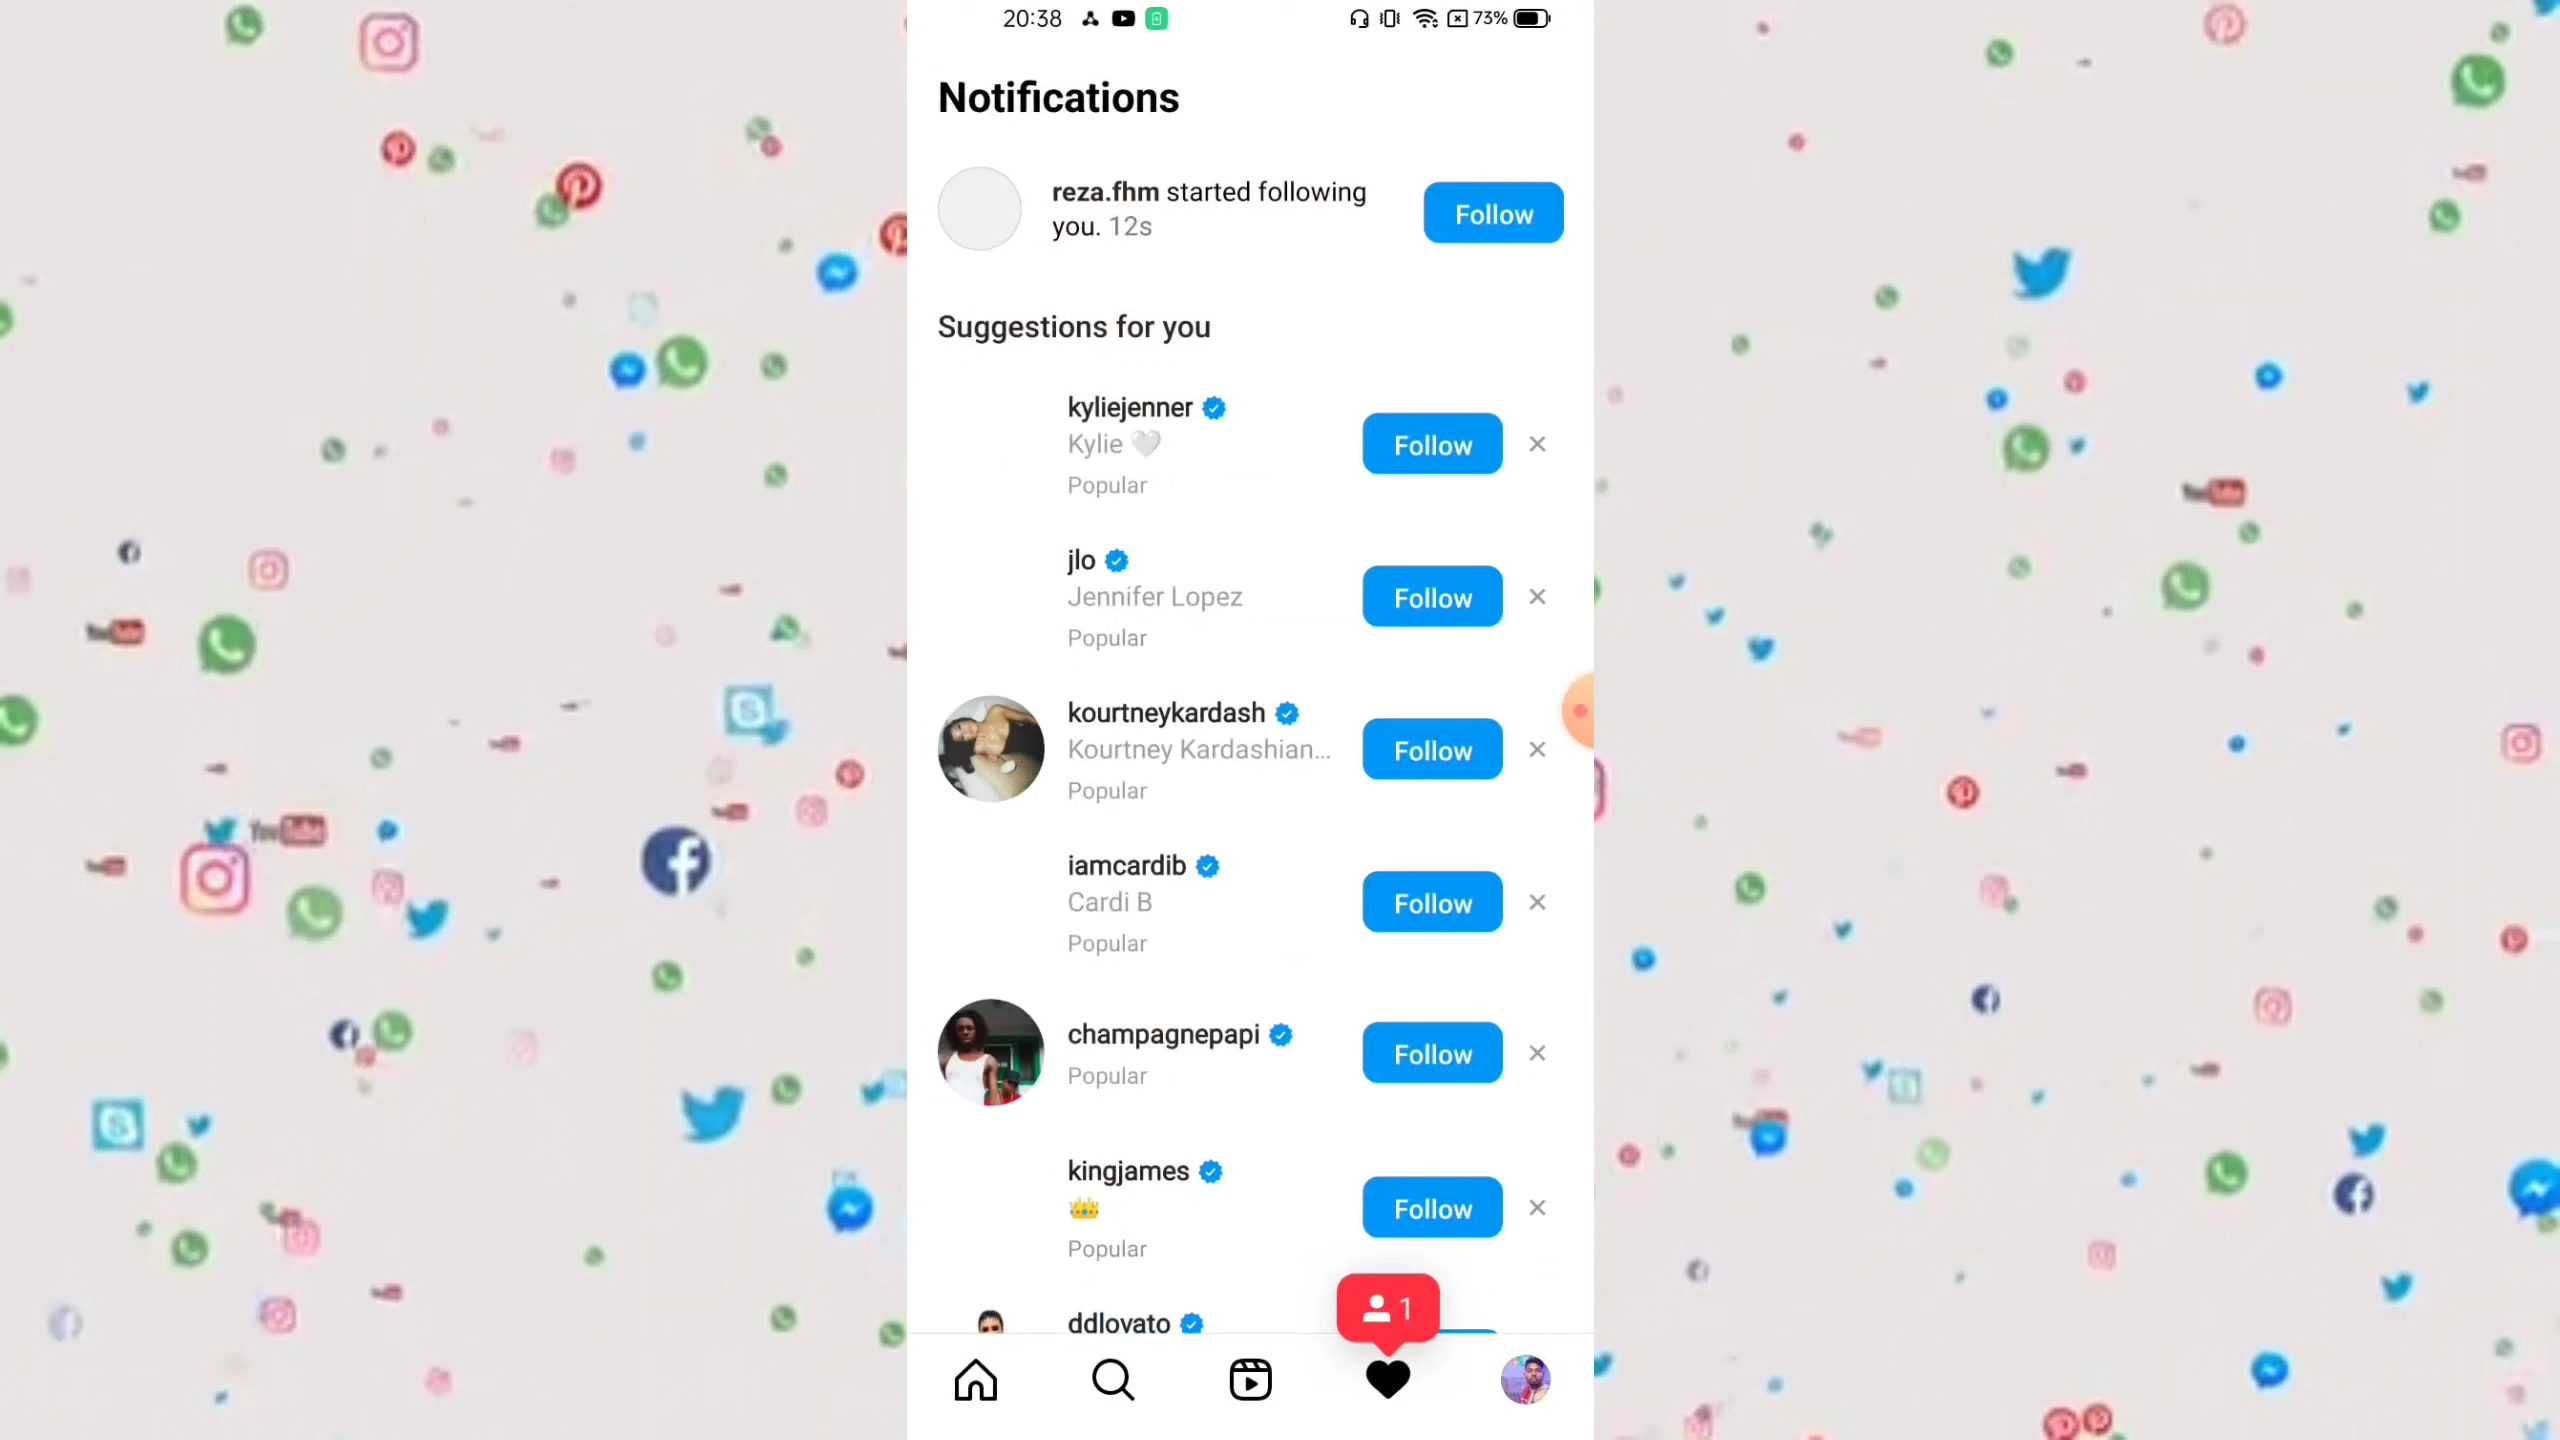 20:38
73%
Notifications
reza.fhm started following
you. 12s
Follow
Suggestions for you
kyliejenner
Kylie 🤍
Popular
Follow
jlo
Jennifer Lopez
Popular
Follow
kourtneykardash
Kourtney Kardashian...
Popular
Follow
iamcardib
Cardi B
Popular
Follow
champagnepapi
Popular
Follow
kingjames
👑
Popular
Follow
ddlovato
1
YouTube